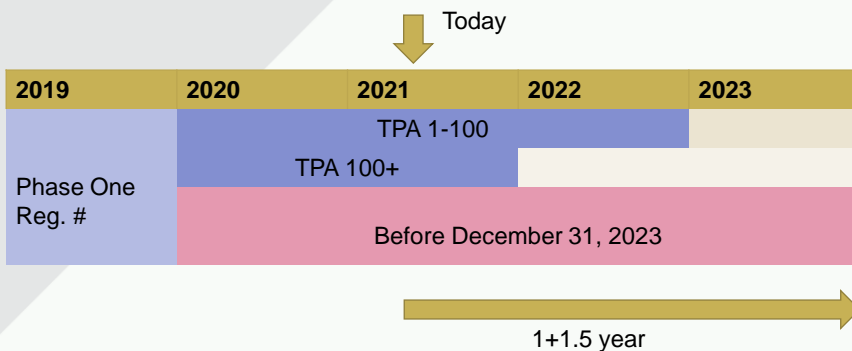 Today
2019 2020 2021 2022 2023
TPA 1-100
TPA 100+
Phase One
Reg. #
Before December 31, 2023
1+1.5 year